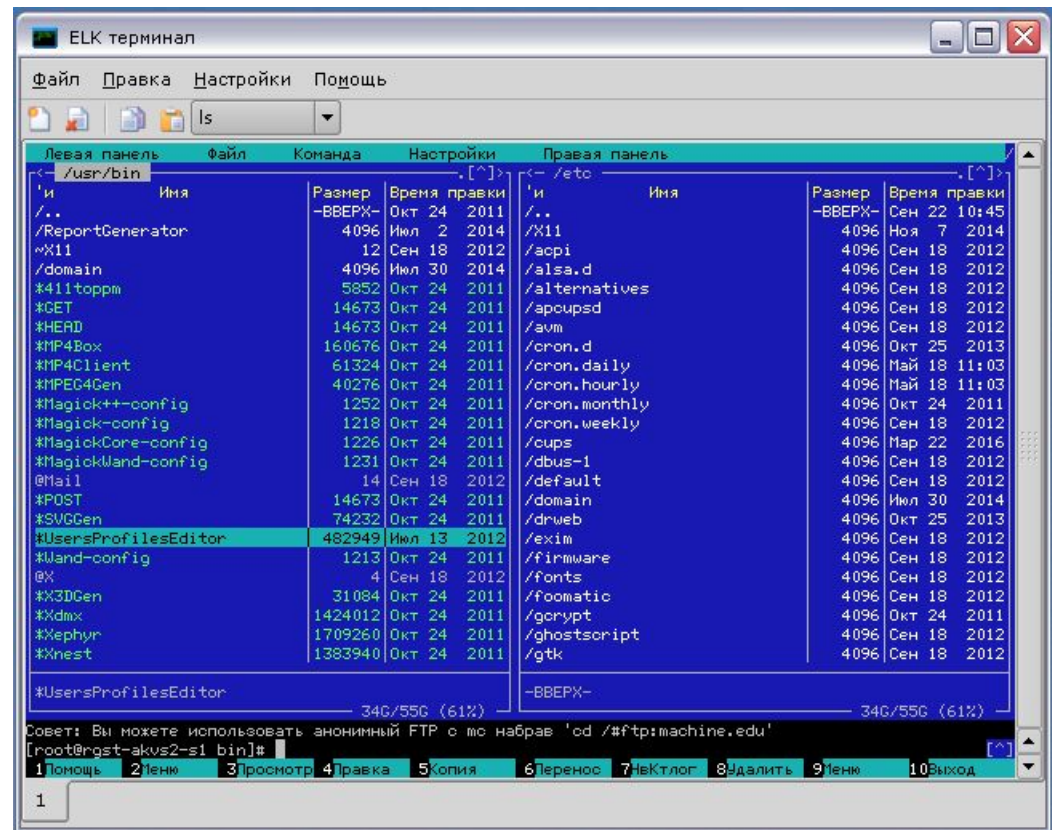 ELK терминал
Файл Правка Настройки Помощь
ls
Левая панель Файл Команда Настройки Правая панель
<— /usr/bin .[^]> <— /etc .[^]>
'и Имя Размер Время правки 'и Имя Размер Время правки
/.. -ВВЕРХ- Окт 24 2011 /.. -ВВЕРХ- Сен 22 10:45
/ReportGenerator 4096 Июл 2 2014 /X11 4096 Ноя 7 2014
~X11 12 Сен 18 2012 /acpi 4096 Сен 18 2012
/domain 4096 Июл 30 2014 /alsa.d 4096 Сен 18 2012
*411toppm 5852 Окт 24 2011 /alternatives 4096 Сен 18 2012
*GET 14673 Окт 24 2011 /apcupsd 4096 Сен 18 2012
*HEAD 14673 Окт 24 2011 /avm 4096 Сен 18 2012
*MP4Box 160676 Окт 24 2011 /cron.d 4096 Окт 25 2013
*MP4Client 61324 Окт 24 2011 /cron.daily 4096 Май 18 11:03
*MPEG4Gen 40276 Окт 24 2011 /cron.hourly 4096 Май 18 11:03
*Magick++-config 1252 Окт 24 2011 /cron.monthly 4096 Окт 24 2011
*Magick-config 1218 Окт 24 2011 /cron.weekly 4096 Сен 18 2012
*MagickCore-config 1226 Окт 24 2011 /cups 4096 Мар 22 2016
*MagickWand-config 1231 Окт 24 2011 /dbus-1 4096 Сен 18 2012
@Mail 14 Сен 18 2012 /default 4096 Сен 18 2012
*POST 14673 Окт 24 2011 /domain 4096 Июл 30 2014
*SVGGen 74232 Окт 24 2011 /drweb 4096 Окт 25 2013
*UsersProfilesEditor 482949 Июл 13 2012 /exim 4096 Сен 18 2012
*Wand-config 1213 Окт 24 2011 /firmware 4096 Сен 18 2012
@X 4 Сен 18 2012 /fonts 4096 Сен 18 2012
*X3DGen 31084 Окт 24 2011 /foomatic 4096 Сен 18 2012
*Xdmx 1424012 Окт 24 2011 /gcrypt 4096 Окт 24 2011
*Xephyr 1709260 Окт 24 2011 /ghostscript 4096 Сен 18 2012
*Xnest 1383940 Окт 24 2011 /gtk 4096 Сен 18 2012
*UsersProfilesEditor -ВВЕРХ-
34G/55G (61%) 34G/55G (61%)
Совет: Вы можете использовать анонимный FTP с mc набрав 'cd /#ftp:machine.edu'
[root@rgst-akvs2-s1 bin]# [^]
1Помощь 2Меню 3Просмотр 4Правка 5Копия 6Перенос 7НвКтлог 8Удалить 9Меню 10Выход
1